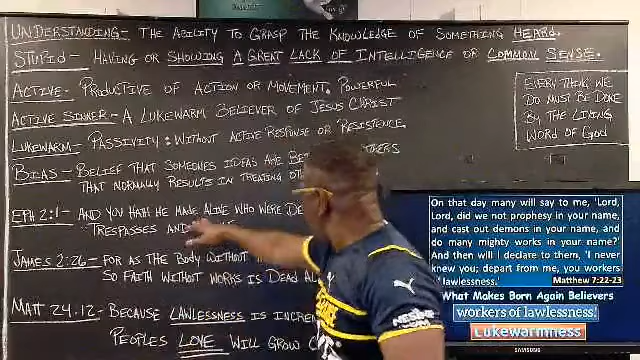 UNDERSTANDING- THE ABILITY TO GRASP THE KNOWLEDGE OF SOMETHING HEARD.
STUPID- HAVING OR SHOWING A GREAT LACK OF INTELLIGENCE OR COMMON SENSE.
ACTIVE- PRODUCTIVE OF ACTION OR MOVEMENT. POWERFUL
ACTIVE SINNER- A LUKEWARM BELIEVER OF JESUS CHRIST
LUKEWARM- PASSIVITY: WITHOUT ACTIVE RESPONSE OR RESISTENCE.
BIAS- BELIEF THAT SOMEONES IDEAS ARE OTHERS
THAT NORMALLY RESULTS IN TREATING
EPH 2:1- AND YOU HATH HE MADE ALIVE WHO WERE
TRESPASSES AND
JAMES 2:26- FOR AS THE BODY WITHOUT
SO FAITH WITHOUT WORKS IS DEAD
MATT 24:12- BECAUSE LAWLESSNESS IS
PEOPLES LOVE WILL GROW
EVERYTHING WE
DO MUST BE DONE
BY THE LIVING
WORD OF GOD
On that day many will say to me, 'Lord,
Lord, did we not prophesy in your name,
and cast out demons in your name, and
do many mighty works in your name?'
And then will I declare to them, 'I never
knew you; depart from me, you workers
of lawlessness.' Matthew 7:22-23
What Makes Born Again Believers
workers of lawlessness!
Lukewarmness
SAMSUNG
PUMA